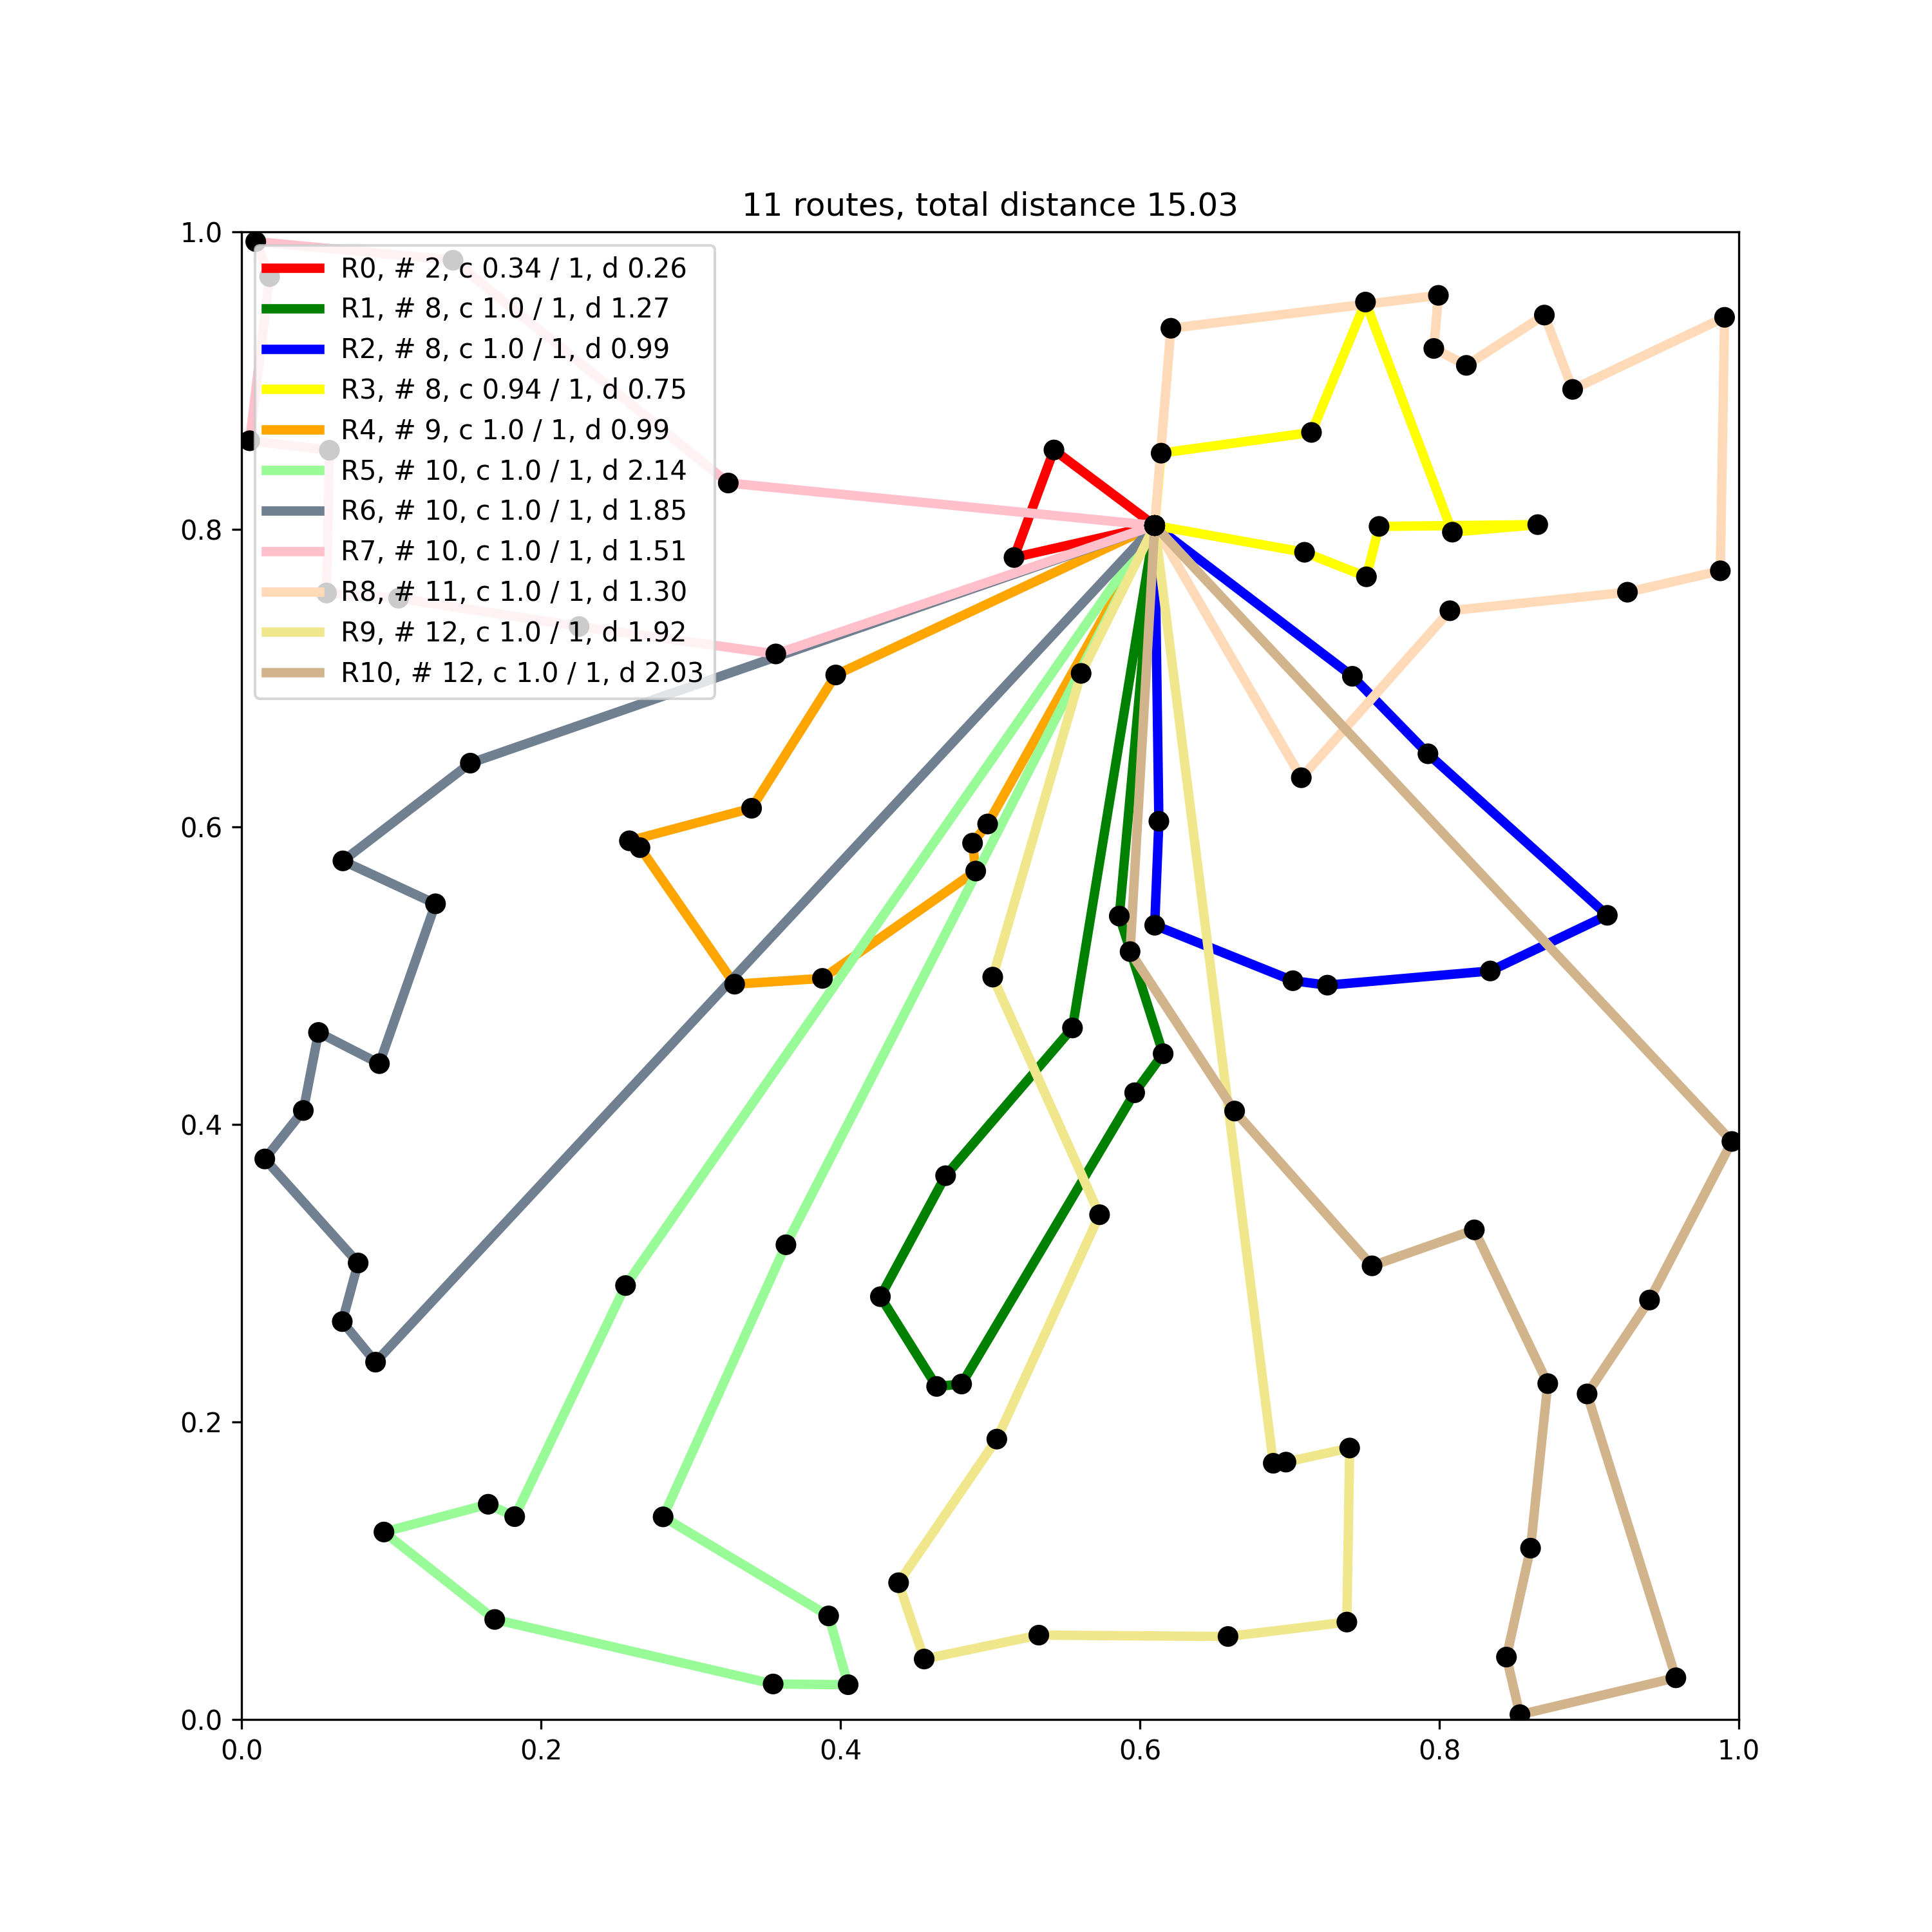 11 routes, total distance 15.03
1.0
0.8
0.6
0.4
0.2
0.0
R0, # 2, c 0.34 / 1, d 0.26
R1, # 8, c 1.0 / 1, d 1.27
R2, # 8, c 1.0 / 1, d 0.99
R3, # 8, c 0.94 / 1, d 0.75
R4, # 9, c 1.0 / 1, d 0.99
R5, # 10, c 1.0 / 1, d 2.14
R6, # 10, c 1.0 / 1, d 1.85
R7, # 10, c 1.0 / 1, d 1.51
R8, # 11, c 1.0 / 1, d 1.30
R9, # 12, c 1.0 / 1, d 1.92
R10, # 12, c 1.0 / 1, d 2.03
0.0 0.2 0.4 0.6 0.8 1.0